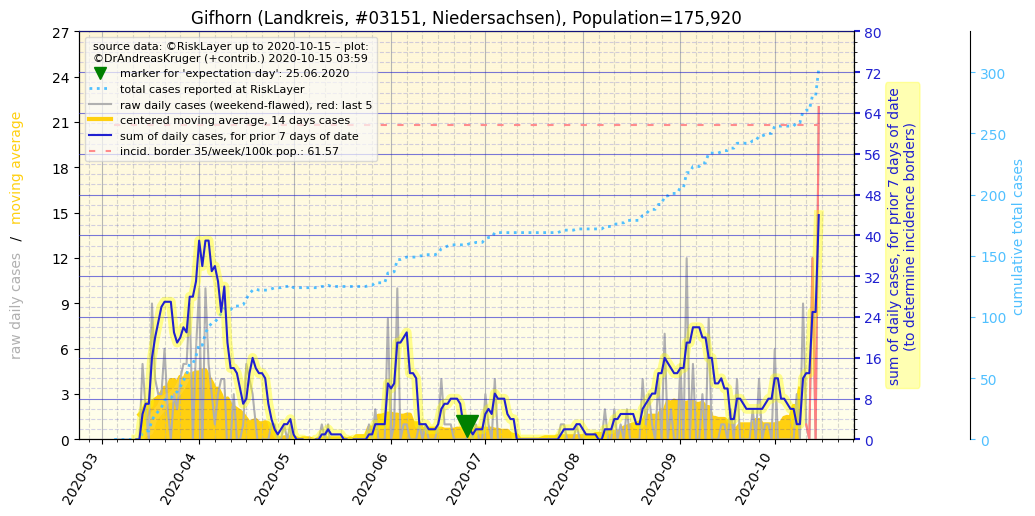 Gifhorn (Landkreis, #03151, Niedersachsen), Population=175,920
source data: ©RiskLayer up to 2020-10-15 – plot:
©DrAndreasKruger (+contrib.) 2020-10-15 03:59
marker for 'expectation day': 25.06.2020
total cases reported at RiskLayer
raw daily cases (weekend-flawed), red: last 5
centered moving average, 14 days cases
sum of daily cases, for prior 7 days of date
incid. border 35/week/100k pop.: 61.57
raw daily cases / moving average
27
24
21
18
15
12
9
6
3
0
2020-03
2020-04
2020-05
2020-06
2020-07
2020-08
2020-09
2020-10
80
72
64
56
48
40
32
24
16
8
0
sum of daily cases, for prior 7 days of date
(to determine incidence borders)
300
250
200
150
100
50
0
cumulative total cases